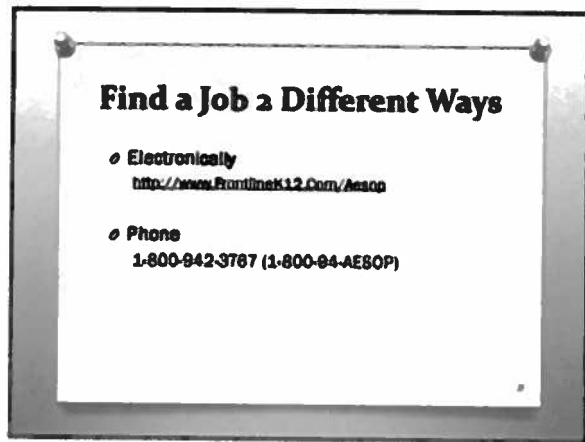 Find a Job 2 Different Ways
Electronically
http://www.FrontlineK12.Com/Aesop
Phone
1-800-942-3767 (1-800-94-AESOP)